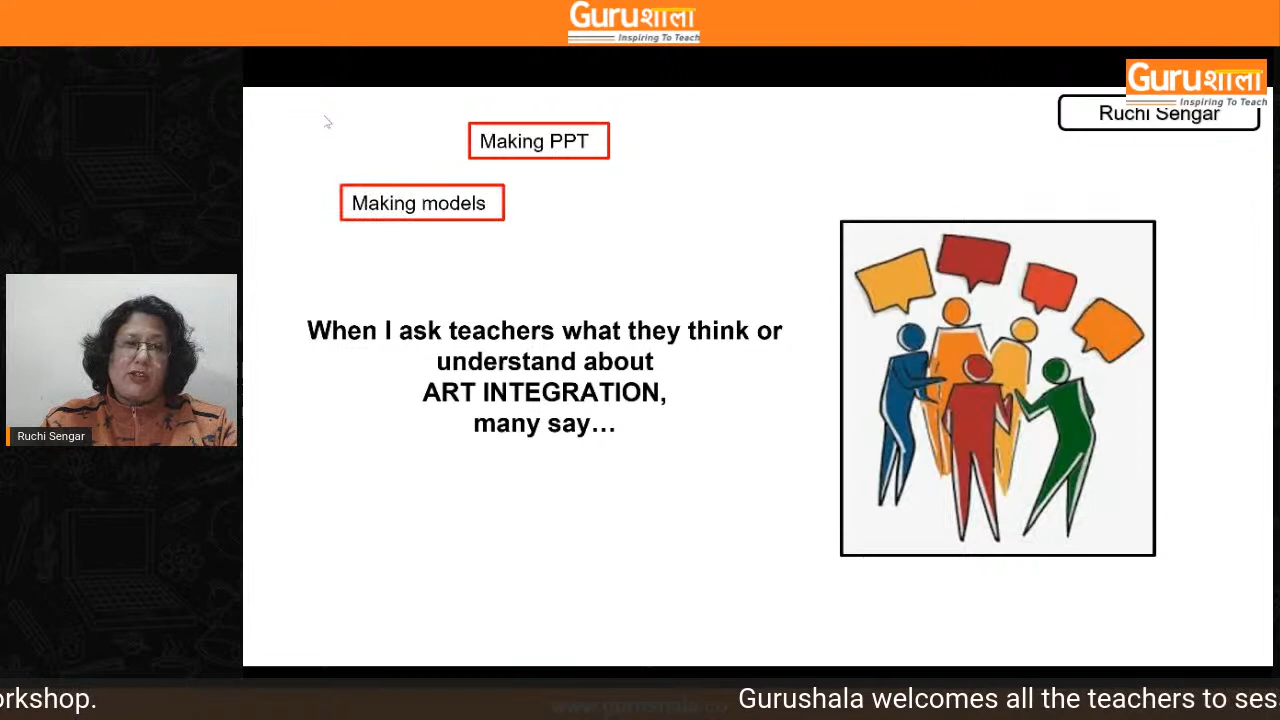 Guruशाला
Inspiring To Teach
Guruशाला
Inspiring To Teach
Ruchi Sengar
Making PPT
Making models
When I ask teachers what they think or
understand about
ART INTEGRATION,
many say…
Ruchi Sengar
orkshop.
Gurushala welcomes all the teachers to ses